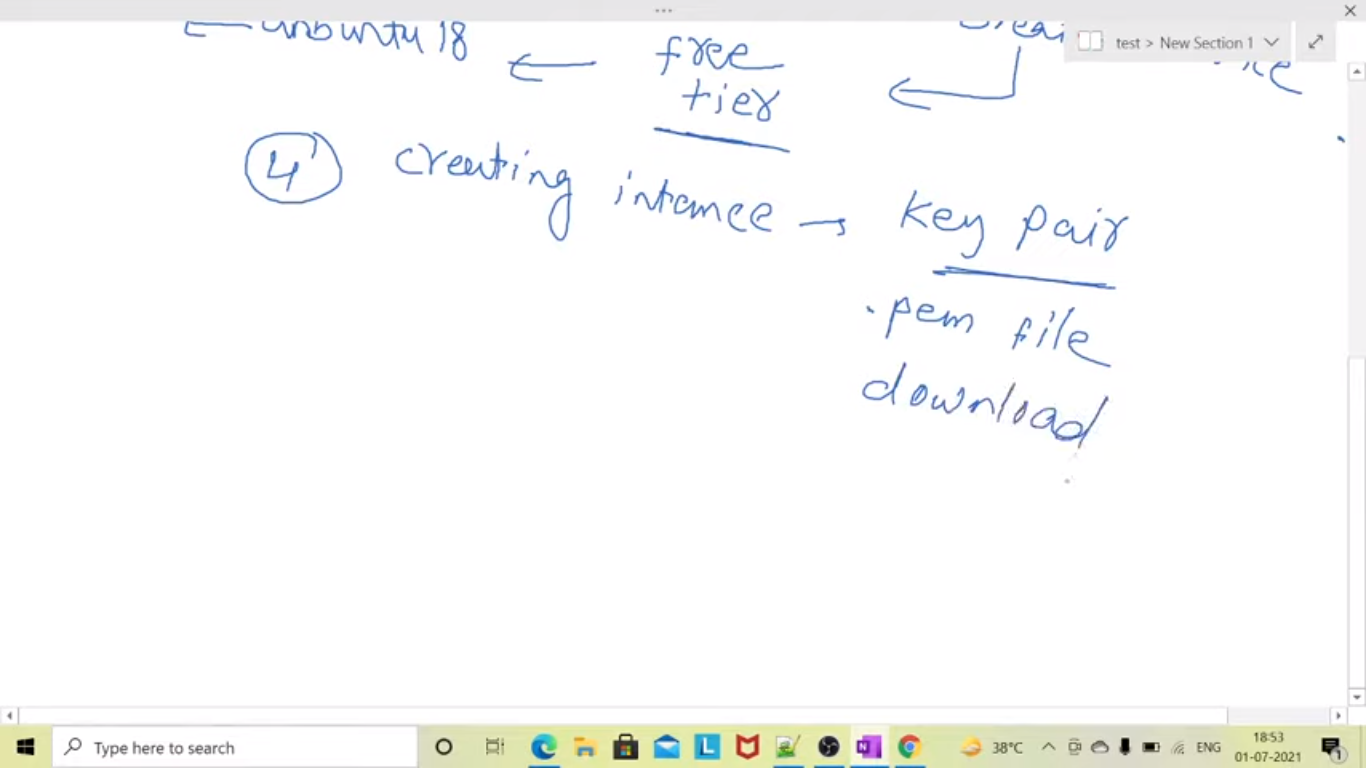 test > New Section 1
ubuntu 18
free
tier
4
creating intance → key pair
.pem file
download
Type here to search
38°C
ENG
18:53
01-07-2021